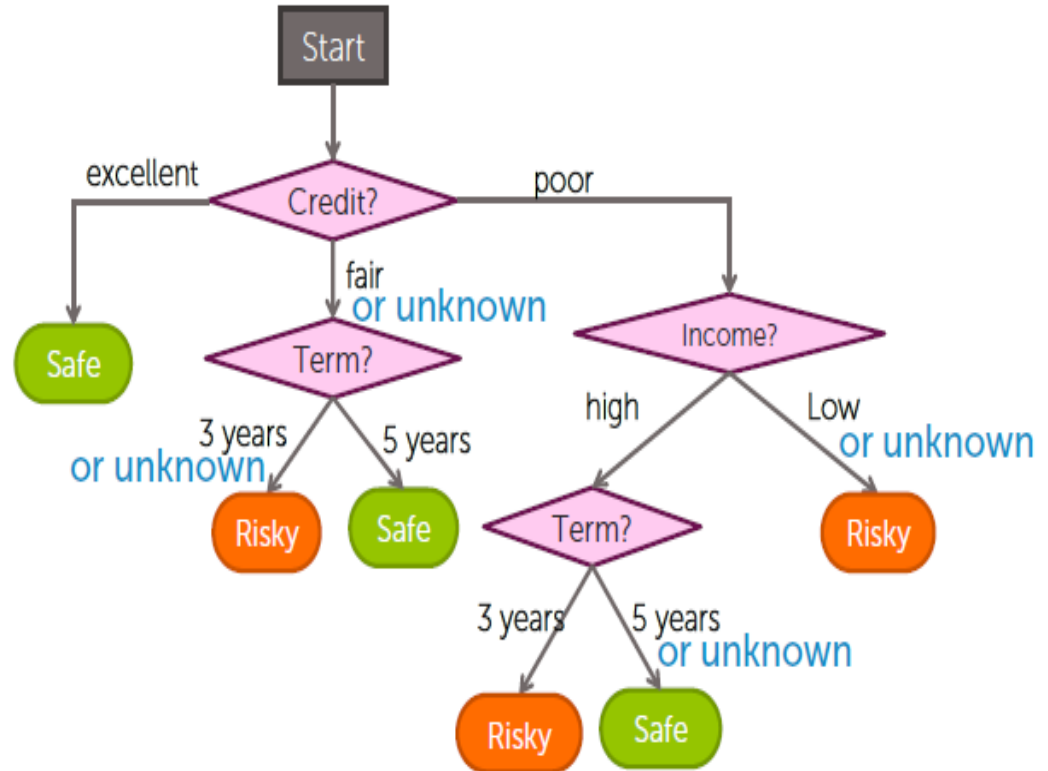 Start
excellent
Credit?
poor
fair
or unknown
Safe
Term?
Income?
3 years
or unknown
5 years
high
Low
or unknown
Risky
Safe
Term?
Risky
3 years
5 years
or unknown
Risky
Safe